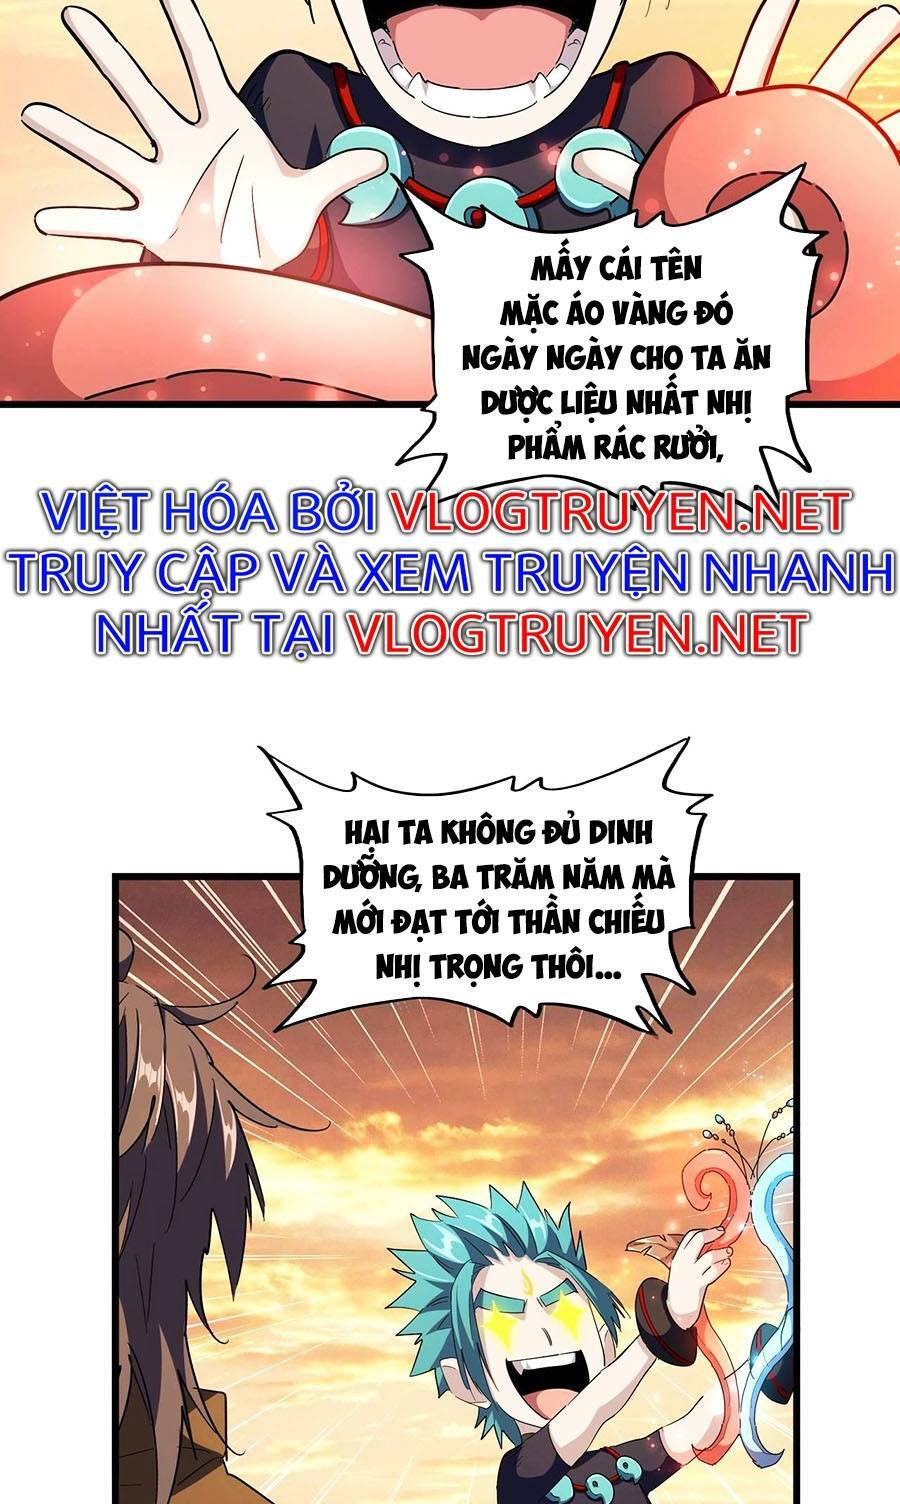 MẤY CÁI TÊN
MẶC ÁO VÀNG ĐÓ
NGÀY NGÀY CHO TA ĂN
DƯỢC LIỆU NHẤT NHỊ
PHẨM RÁC RƯỞI,
VIỆT HÓA BỞI VLOGTRUYEN.NET
TRUY CẬP VÀ XEM TRUYỆN NHANH
NHẤT TẠI VLOGTRUYEN.NET
HẠI TA KHÔNG ĐỦ DINH
DƯỠNG, BA TRĂM NĂM MÀ
MỚI ĐẠT TỚI THẦN CHIẾU
NHỊ TRỌNG THÔI...